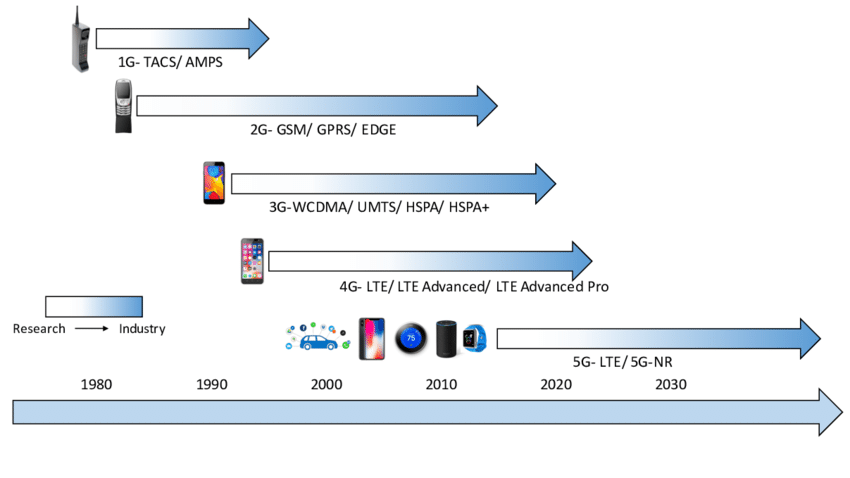 1G- TACS/ AMPS
2G- GSM/ GPRS/ EDGE
3G-WCDMA/ UMTS/ HSPA/ HSPA+
4G- LTE/ LTE Advanced/ LTE Advanced Pro
Research Industry
75
5G- LTE/ 5G-NR
1980 1990 2000 2010 2020 2030